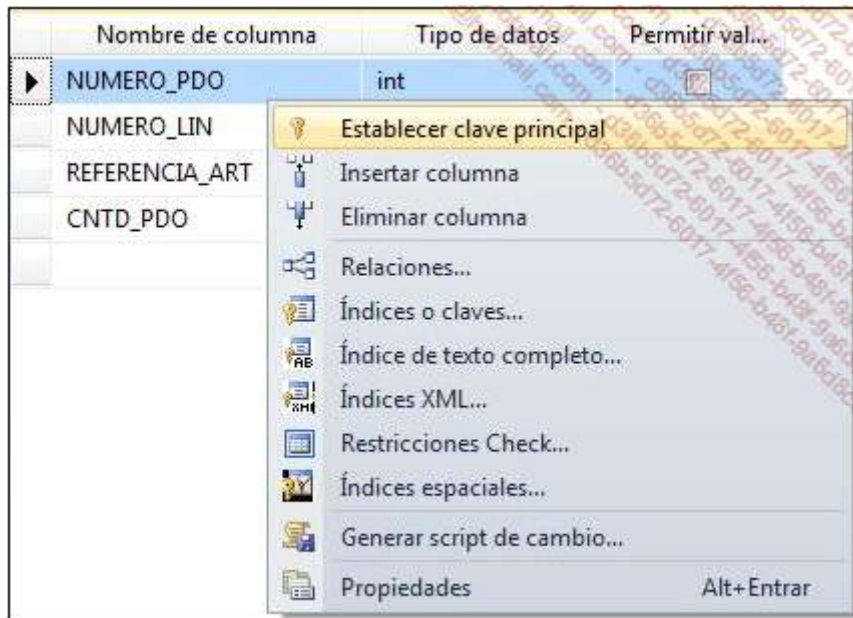 Nombre de columna Tipo de datos Permitir val...
NUMERO_PDO int
NUMERO_LIN
REFERENCIA_ART
CNTD_PDO
Establecer clave principal
Insertar columna
Eliminar columna
Relaciones...
Índices o claves...
Índice de texto completo...
Índices XML...
Restricciones Check...
Índices espaciales...
Generar script de cambio...
Propiedades Alt+Entrar